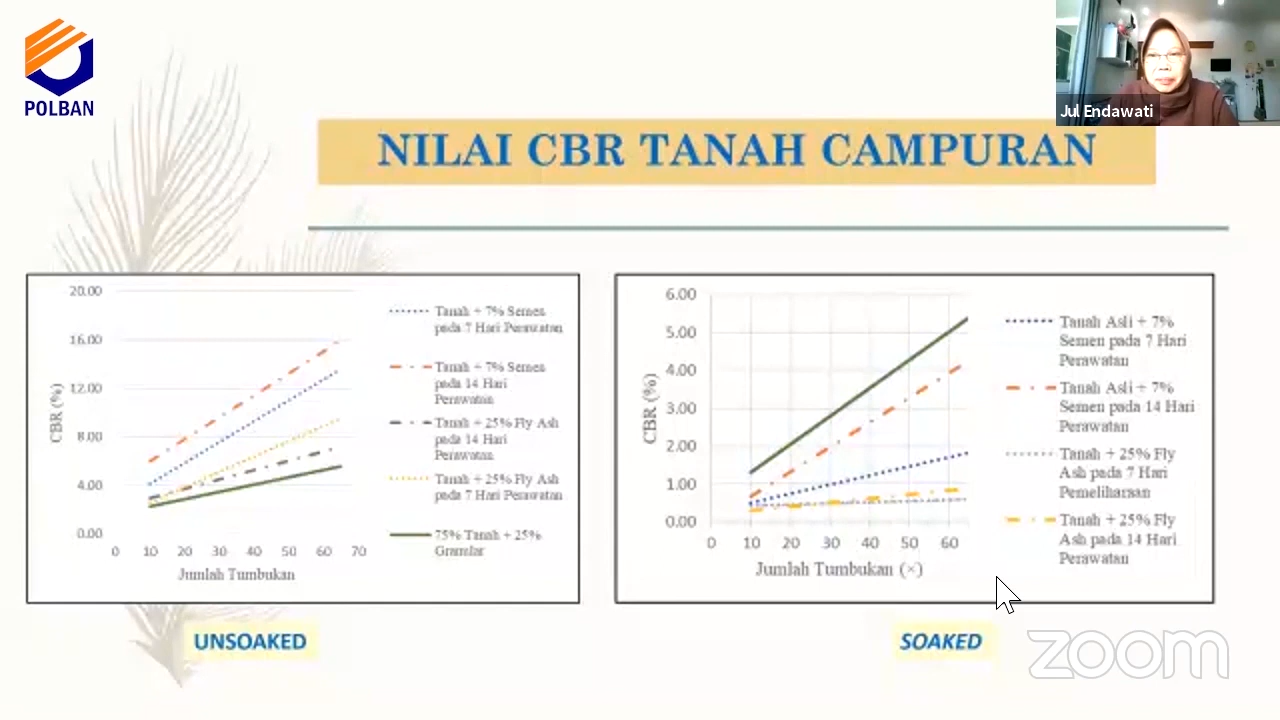 POLBAN
Jul Endawati
NILAI CBR TANAH CAMPURAN
20.00
16.00
12.00
8.00
4.00
0.00
CBR (%)
0 10 20 30 40 50 60 70
Jumlah Tumbukan
Tanah + 7% Semen
pada 7 Hari Perawatan
Tanah + 7% Semen
pada 14 Hari
Perawatan
Tanah + 25% Fly Ash
pada 14 Hari
Perawatan
Tanah + 25% Fly Ash
pada 7 Hari Perawatan
75% Tanah + 25%
Granular
UNSOAKED
6.00
5.00
4.00
3.00
2.00
1.00
0.00
CBR (%)
0 10 20 30 40 50 60
Jumlah Tumbukan (×)
Tanah Asli + 7%
Semen pada 7 Hari
Perawatan
Tanah Asli + 7%
Semen pada 14 Hari
Perawatan
Tanah + 25% Fly
Ash pada 7 Hari
Pemeliharaan
Tanah + 25% Fly
Ash pada 14 Hari
Perawatan
SOAKED
zoom